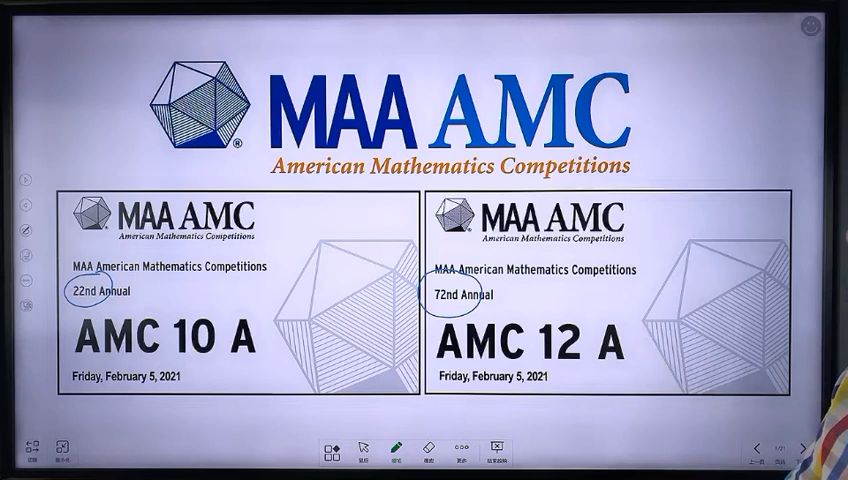 MAA AMC
®
American Mathematics Competitions
MAA AMC
American Mathematics Competitions
MAA American Mathematics Competitions
22nd Annual
AMC 10 A
Friday, February 5, 2021
MAA AMC
American Mathematics Competitions
MAA American Mathematics Competitions
72nd Annual
AMC 12 A
Friday, February 5, 2021